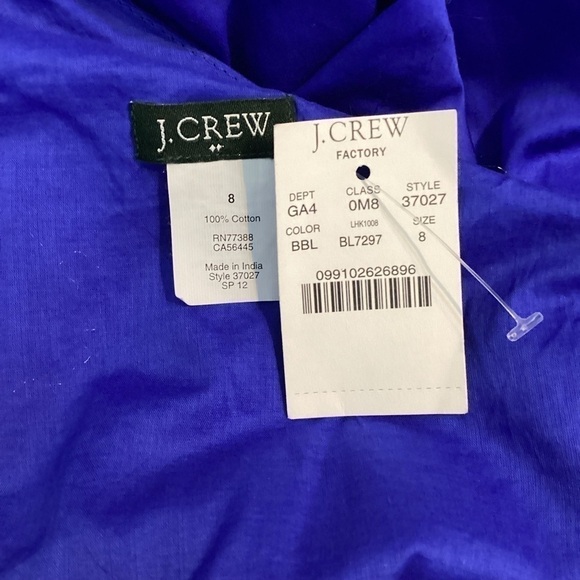 J.CREW
8
100% Cotton
RN77388
CA56445
Made in India
Style 37027
SP 12
J.CREW
FACTORY
DEPT CLASS STYLE
GA4 0M8 37027
COLOR LHK1008 SIZE
BBL BL7297 8
099102626896